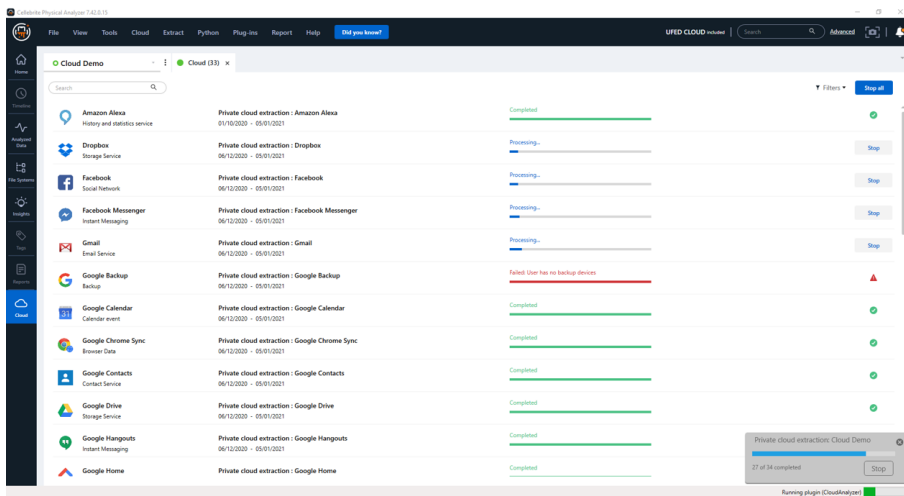 Cellebrite Physical Analyzer 7.42.0.15
File View Tools Cloud Extract Python Plug-ins Report Help Did you know?
UFED CLOUD included Search Advanced
Home
Timeline
Analyzed Data
File Systems
Insights
Tags
Reports
Cloud
Cloud Demo
Cloud (33) x
Search
Filters
Stop all
Amazon Alexa Private cloud extraction : Amazon Alexa Completed
History and statistics service 01/10/2020 - 05/01/2021
Dropbox Private cloud extraction : Dropbox Processing... Stop
Storage Service 06/12/2020 - 05/01/2021
Facebook Private cloud extraction : Facebook Processing... Stop
Social Network 06/12/2020 - 05/01/2021
Facebook Messenger Private cloud extraction : Facebook Messenger Processing... Stop
Instant Messaging 06/12/2020 - 05/01/2021
Gmail Private cloud extraction : Gmail Processing... Stop
Email Service 06/12/2020 - 05/01/2021
Google Backup Private cloud extraction : Google Backup Failed: User has no backup devices
Backup 06/12/2020 - 05/01/2021
31
Google Calendar Private cloud extraction : Google Calendar Completed
Calendar event 06/12/2020 - 05/01/2021
Google Chrome Sync Private cloud extraction : Google Chrome Sync Completed
Browser Data 06/12/2020 - 05/01/2021
Google Contacts Private cloud extraction : Google Contacts Completed
Contact Service 06/12/2020 - 05/01/2021
Google Drive Private cloud extraction : Google Drive Completed
Storage Service 06/12/2020 - 05/01/2021
Google Hangouts Private cloud extraction : Google Hangouts Completed
Instant Messaging 06/12/2020 - 05/01/2021
Google Home Private cloud extraction : Google Home Completed
Private cloud extraction: Cloud Demo
27 of 34 completed Stop
Running plugin (CloudAnalyzer)